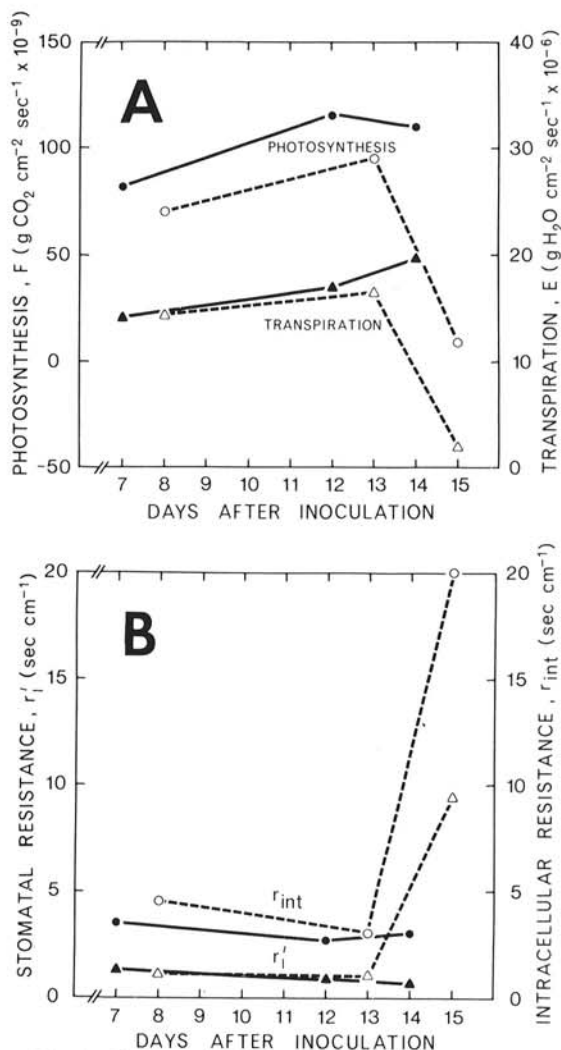 A
PHOTOSYNTHESIS , F ( g CO₂ cm⁻² sec⁻¹ x 10⁻⁹ )
150
100
50
0
-50
TRANSPIRATION , E ( g H₂O cm⁻² sec⁻¹ x 10⁻⁶ )
40
30
20
10
0
PHOTOSYNTHESIS
TRANSPIRATION
7 8 9 10 11 12 13 14 15
DAYS AFTER INOCULATION
B
STOMATAL RESISTANCE , r′ₗ (sec cm⁻¹)
20
15
10
5
0
INTRACELLULAR RESISTANCE , r_int (sec cm⁻¹)
20
15
10
5
0
r_int
r′ₗ
7 8 9 10 11 12 13 14 15
DAYS AFTER INOCULATION